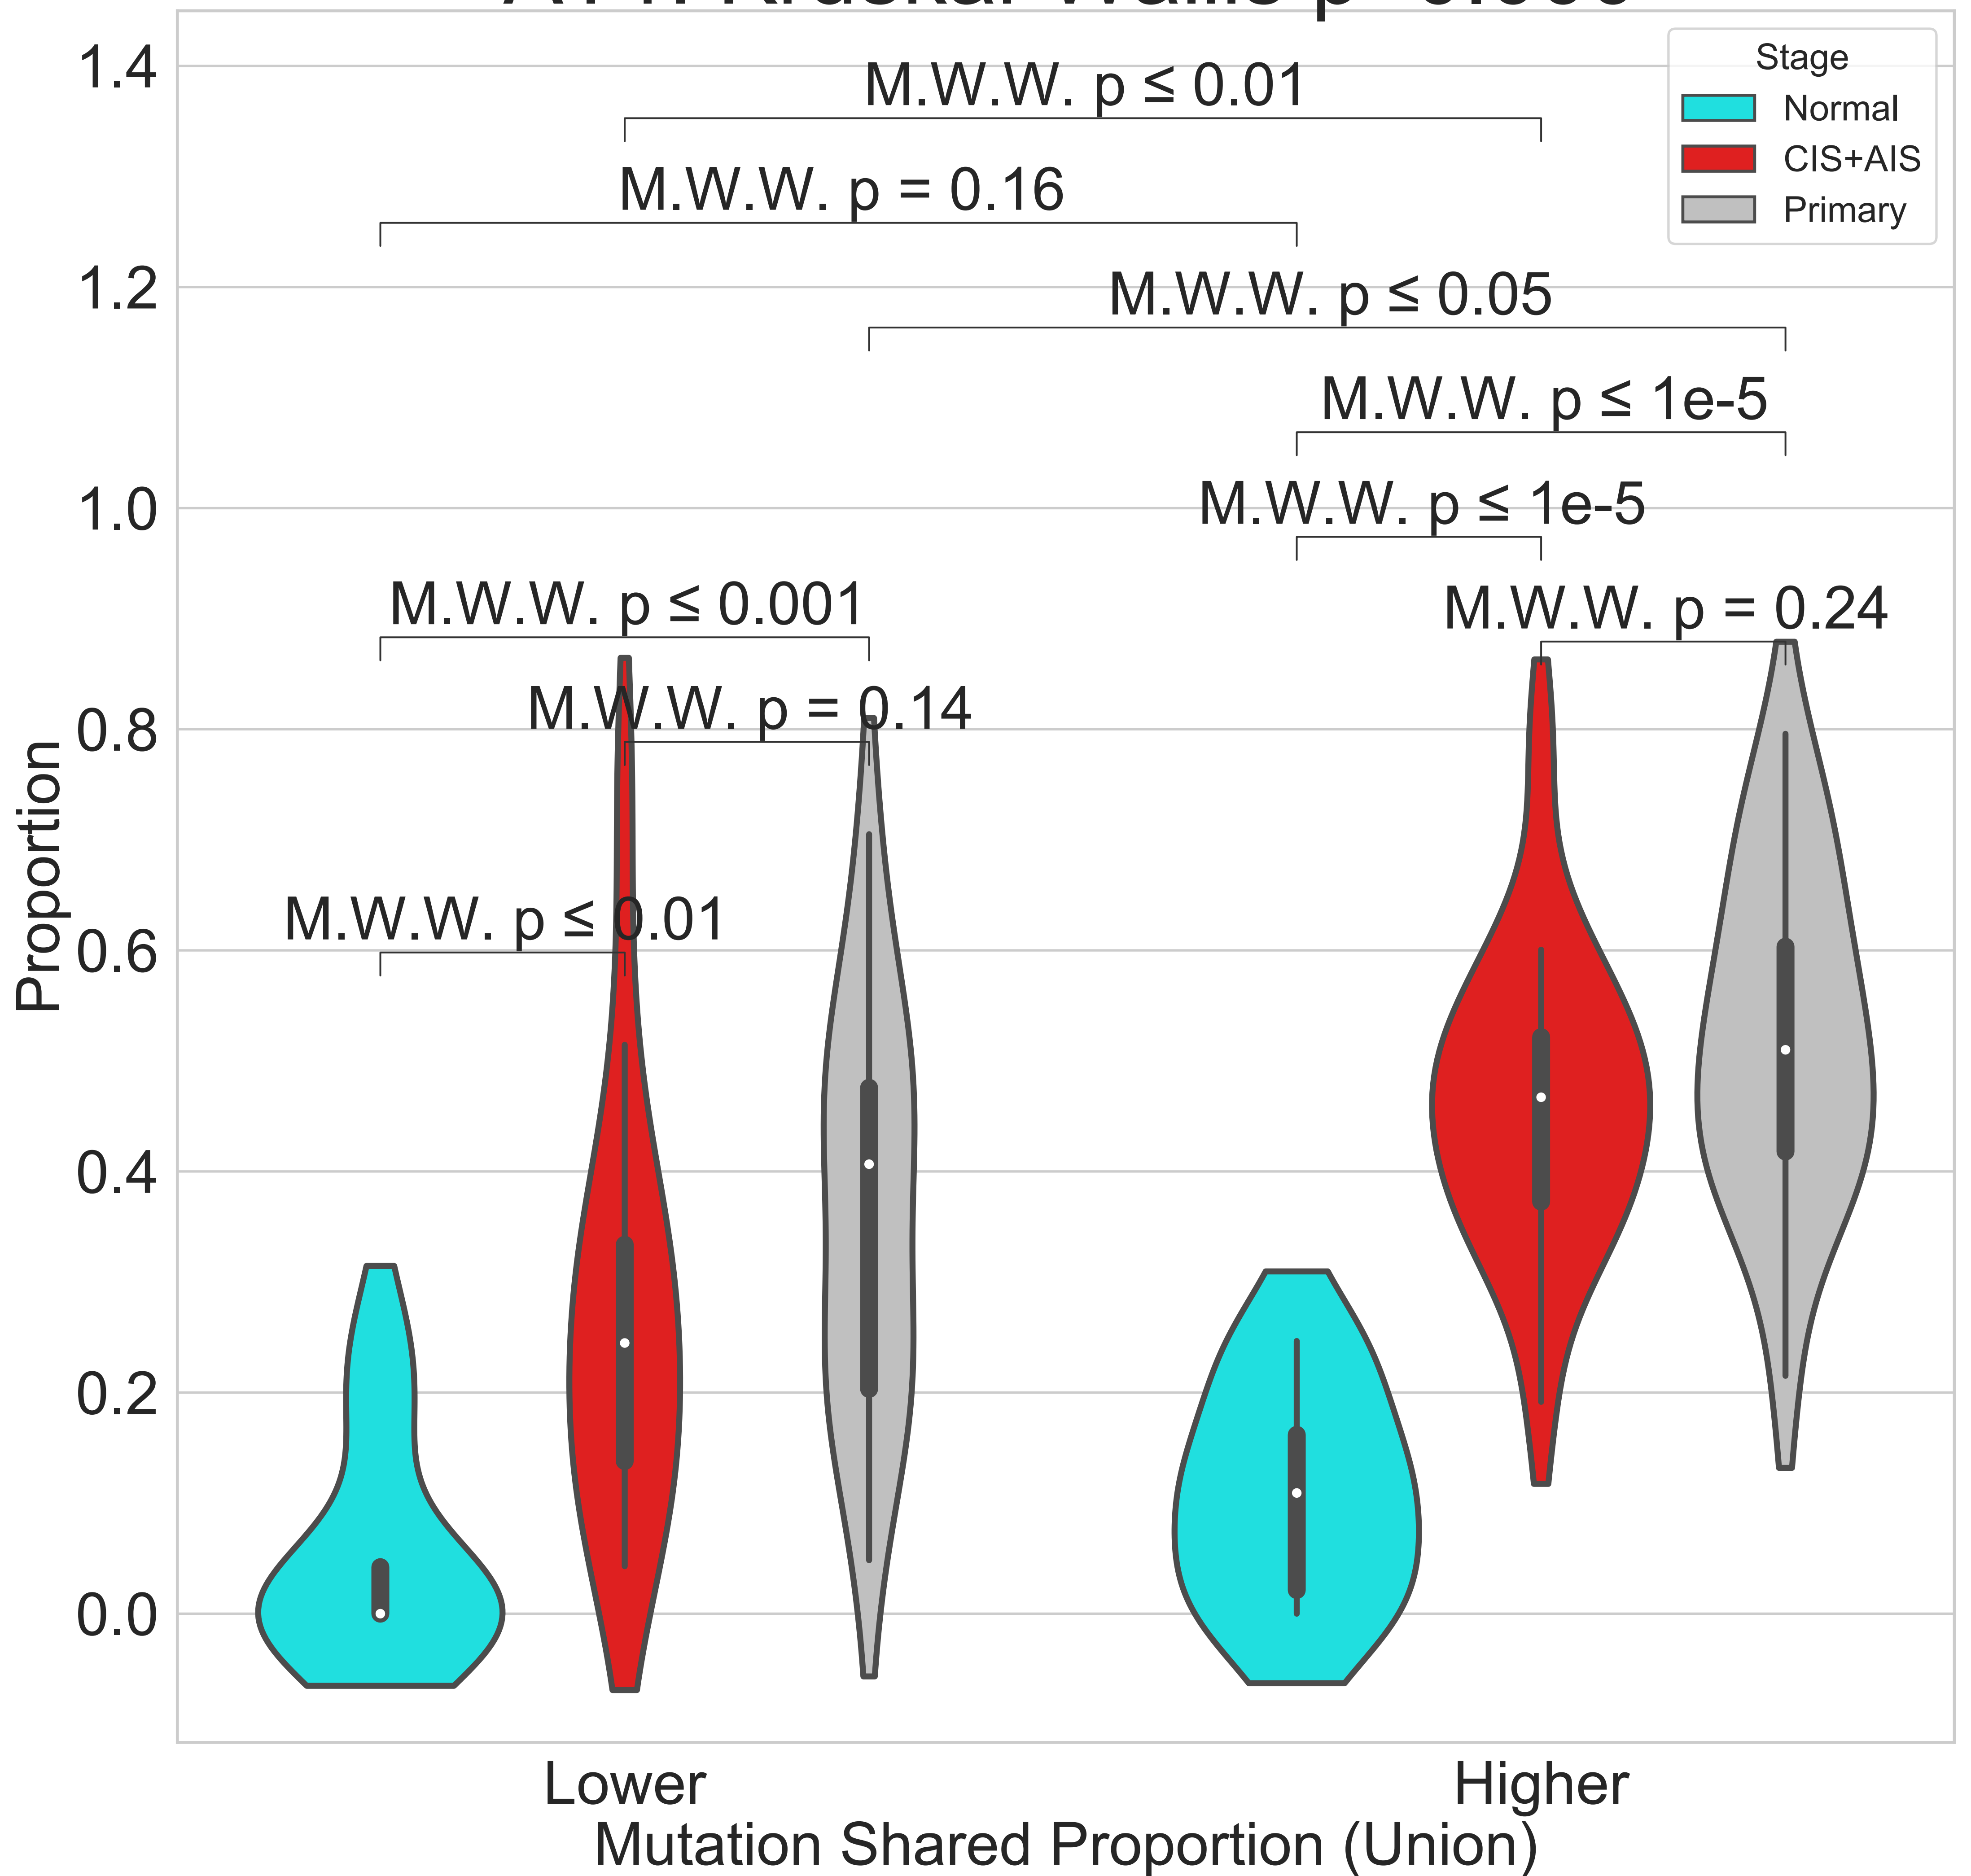 Stage
Normal
CIS+AIS
Primary
1.4
1.2
1.0
0.8
0.6
0.4
0.2
0.0
Proportion
M.W.W. p ≤ 0.01
M.W.W. p = 0.16
M.W.W. p ≤ 0.05
M.W.W. p ≤ 1e-5
M.W.W. p ≤ 1e-5
M.W.W. p ≤ 0.001
M.W.W. p = 0.24
M.W.W. p = 0.14
M.W.W. p ≤ 0.01
Lower
Higher
Mutation Shared Proportion (Union)